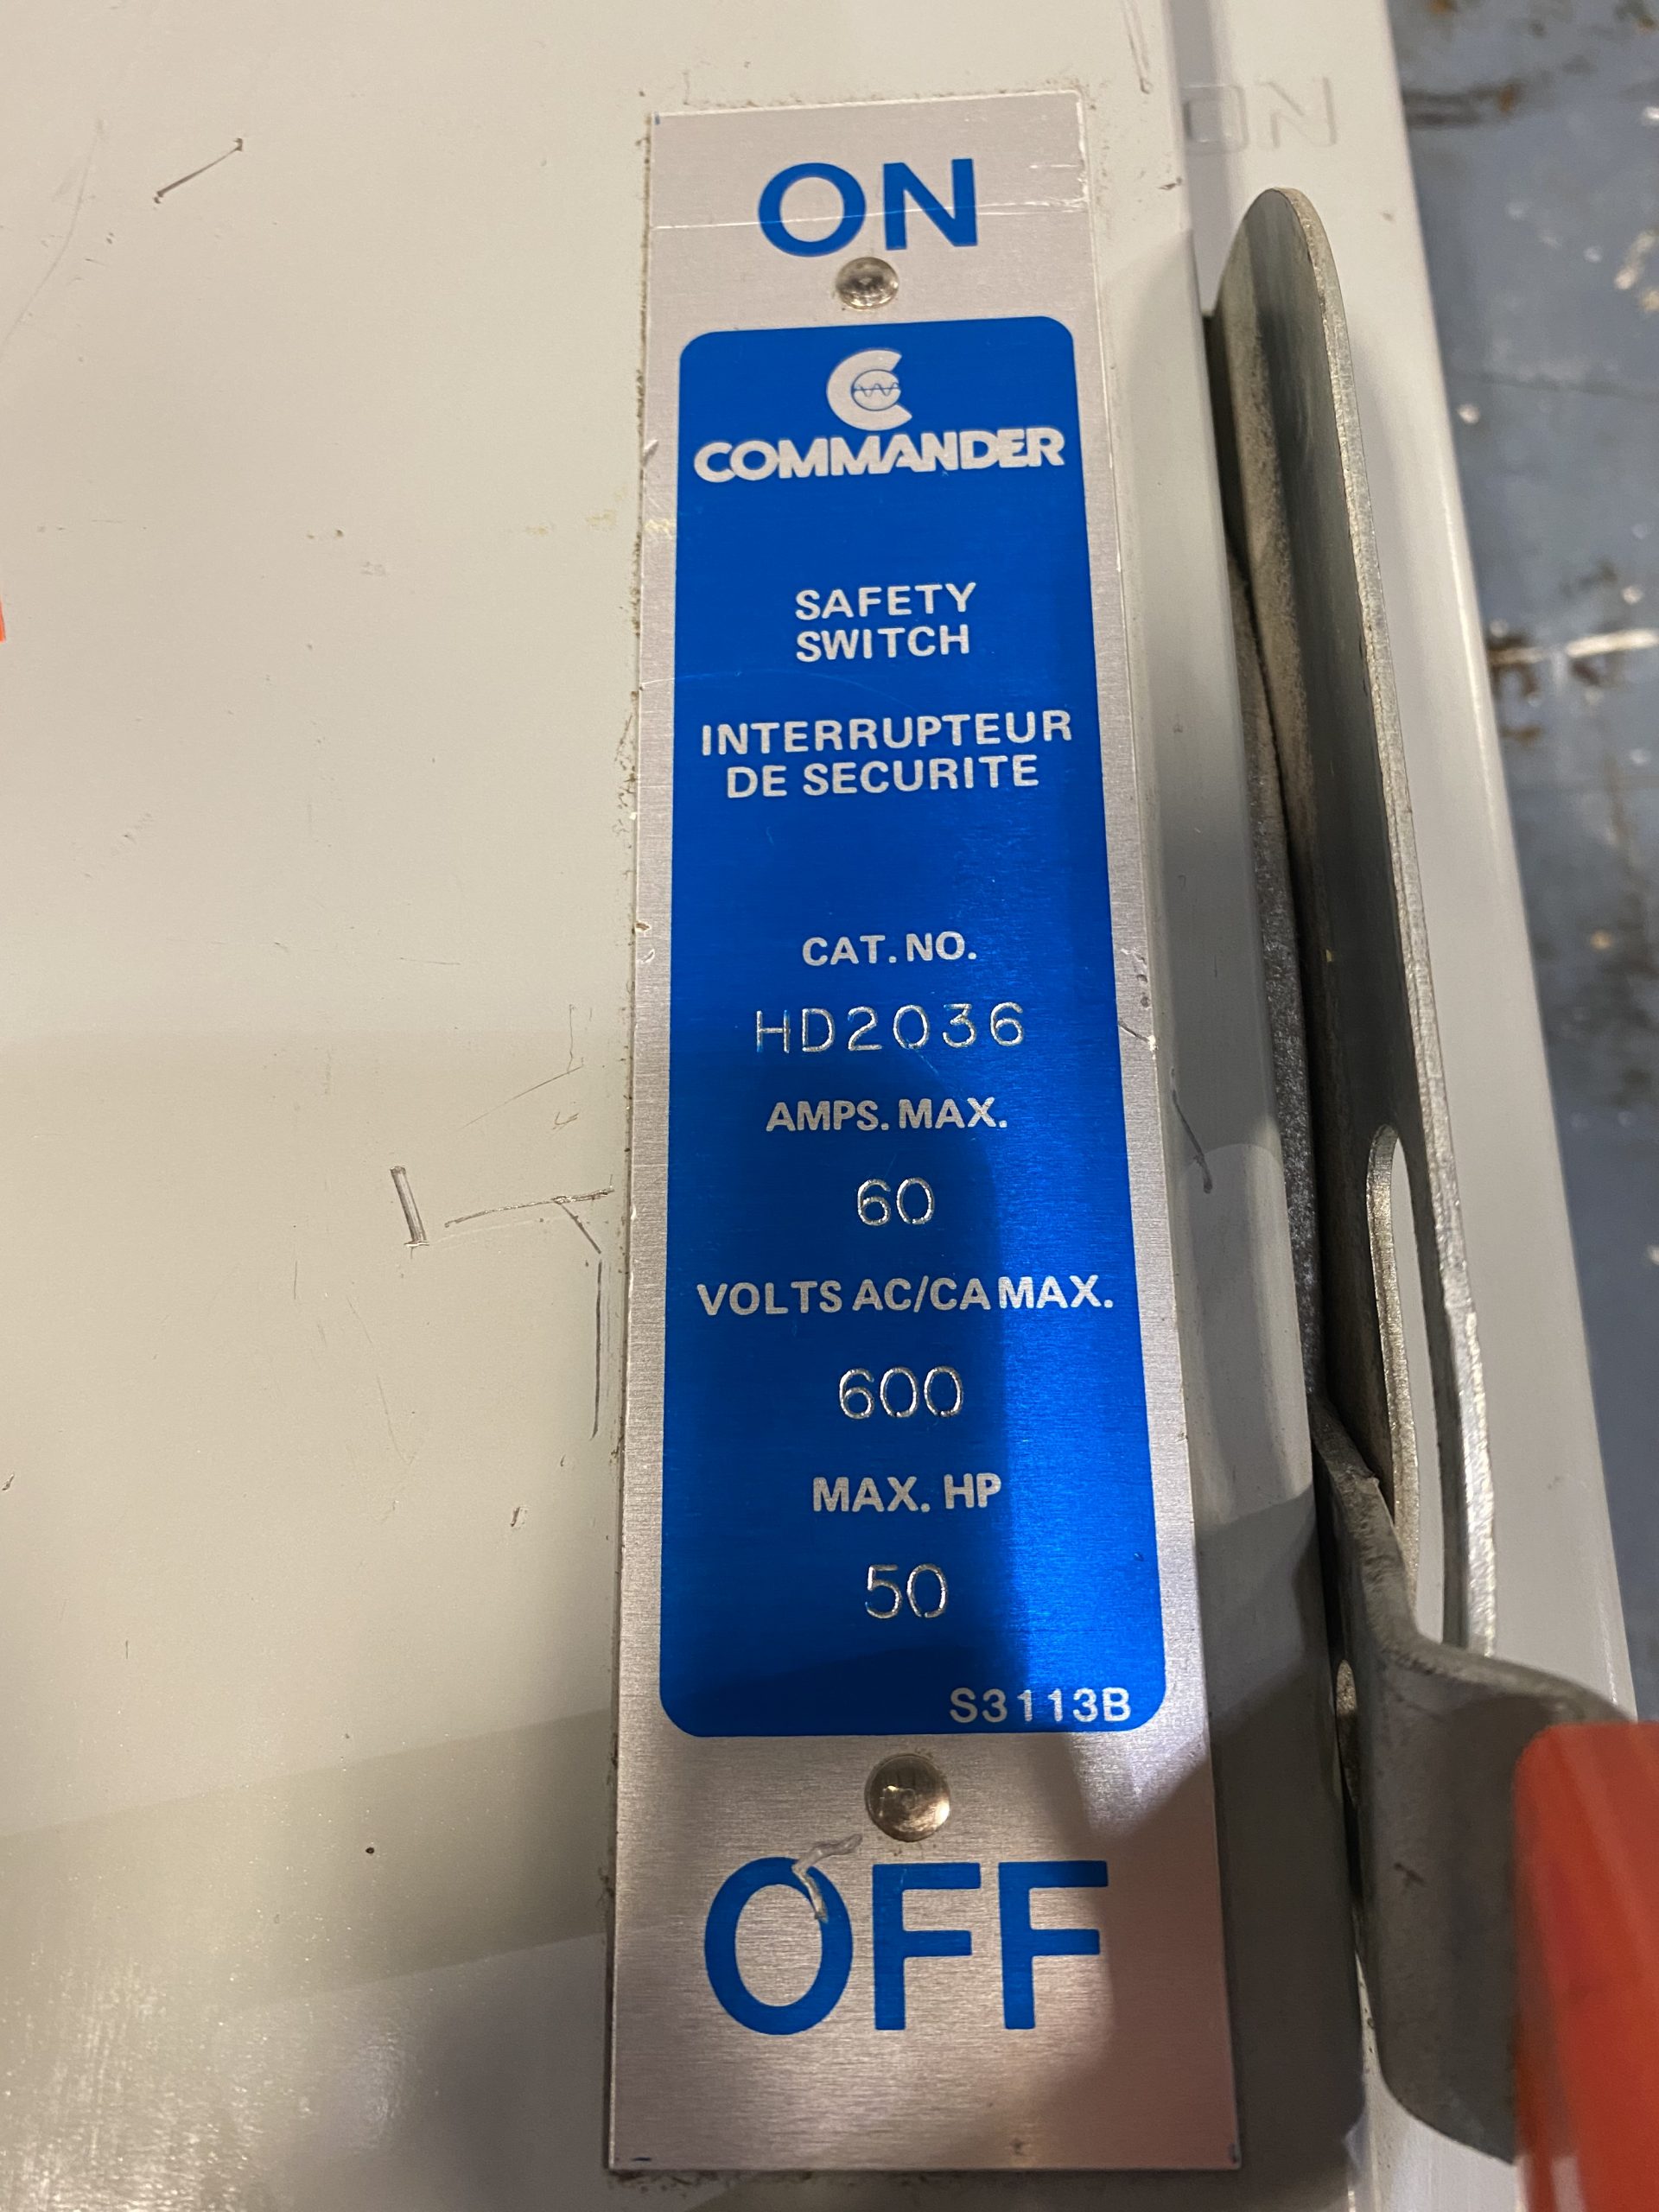 ON
ON
COMMANDER
SAFETY
SWITCH
INTERRUPTEUR
DE SECURITE
CAT. NO.
HD2036
AMPS. MAX.
60
VOLTS AC/CA MAX.
600
MAX. HP
50
S3113B
OFF